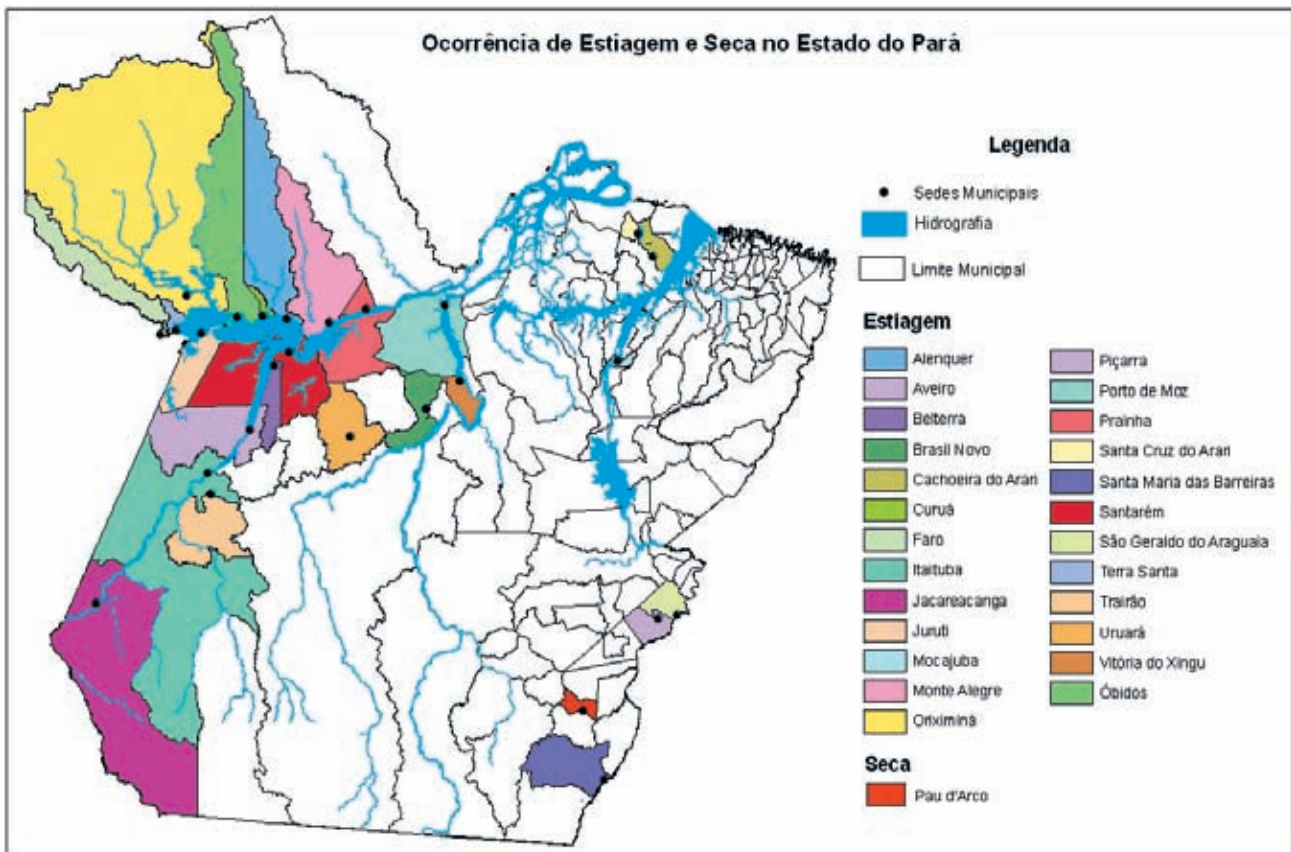 Ocorrência de Estiagem e Seca no Estado do Pará
Legenda
Sedes Municipais
Hidrografia
Limite Municipal
Estiagem
Alenquer
Aveiro
Belterra
Brasil Novo
Cachoeira do Arari
Curuá
Faro
Itaituba
Jacareacanga
Juruti
Mocajuba
Monte Alegre
Oriximiná
Piçarra
Porto de Moz
Prainha
Santa Cruz do Arari
Santa Maria das Barreiras
Santarém
São Geraldo do Araguaia
Terra Santa
Trairão
Uruará
Vitória do Xingu
Óbidos
Seca
Pau d'Arco